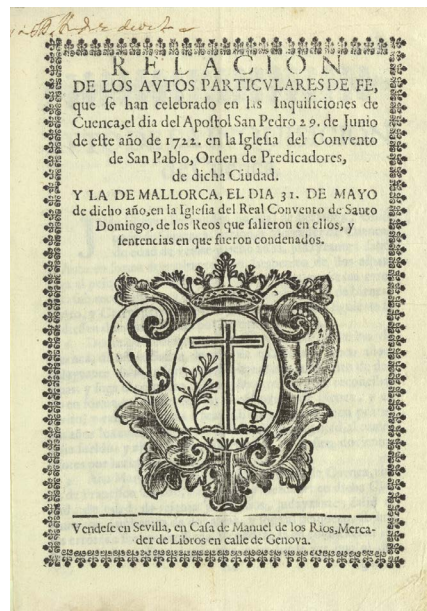 RELACION
DE LOS AVTOS PARTICVLARES DE FE,
que se han celebrado en las Inquisiciones de
Cuenca, el dia del Apostol San Pedro 29. de Junio
de este año de 1722. en la Iglesia del Convento
de San Pablo, Orden de Predicadores,
de dicha Ciudad.
Y LA DE MALLORCA, EL DIA 31. DE MAYO
de dicho año, en la Iglesia del Real Convento de Santo
Domingo, de los Reos que salieron en ellos, y
sentencias en que fueron condenados.
Vendese en Sevilla, en Casa de Manuel de los Rios, Merca-
der de Libros en calle de Genova.